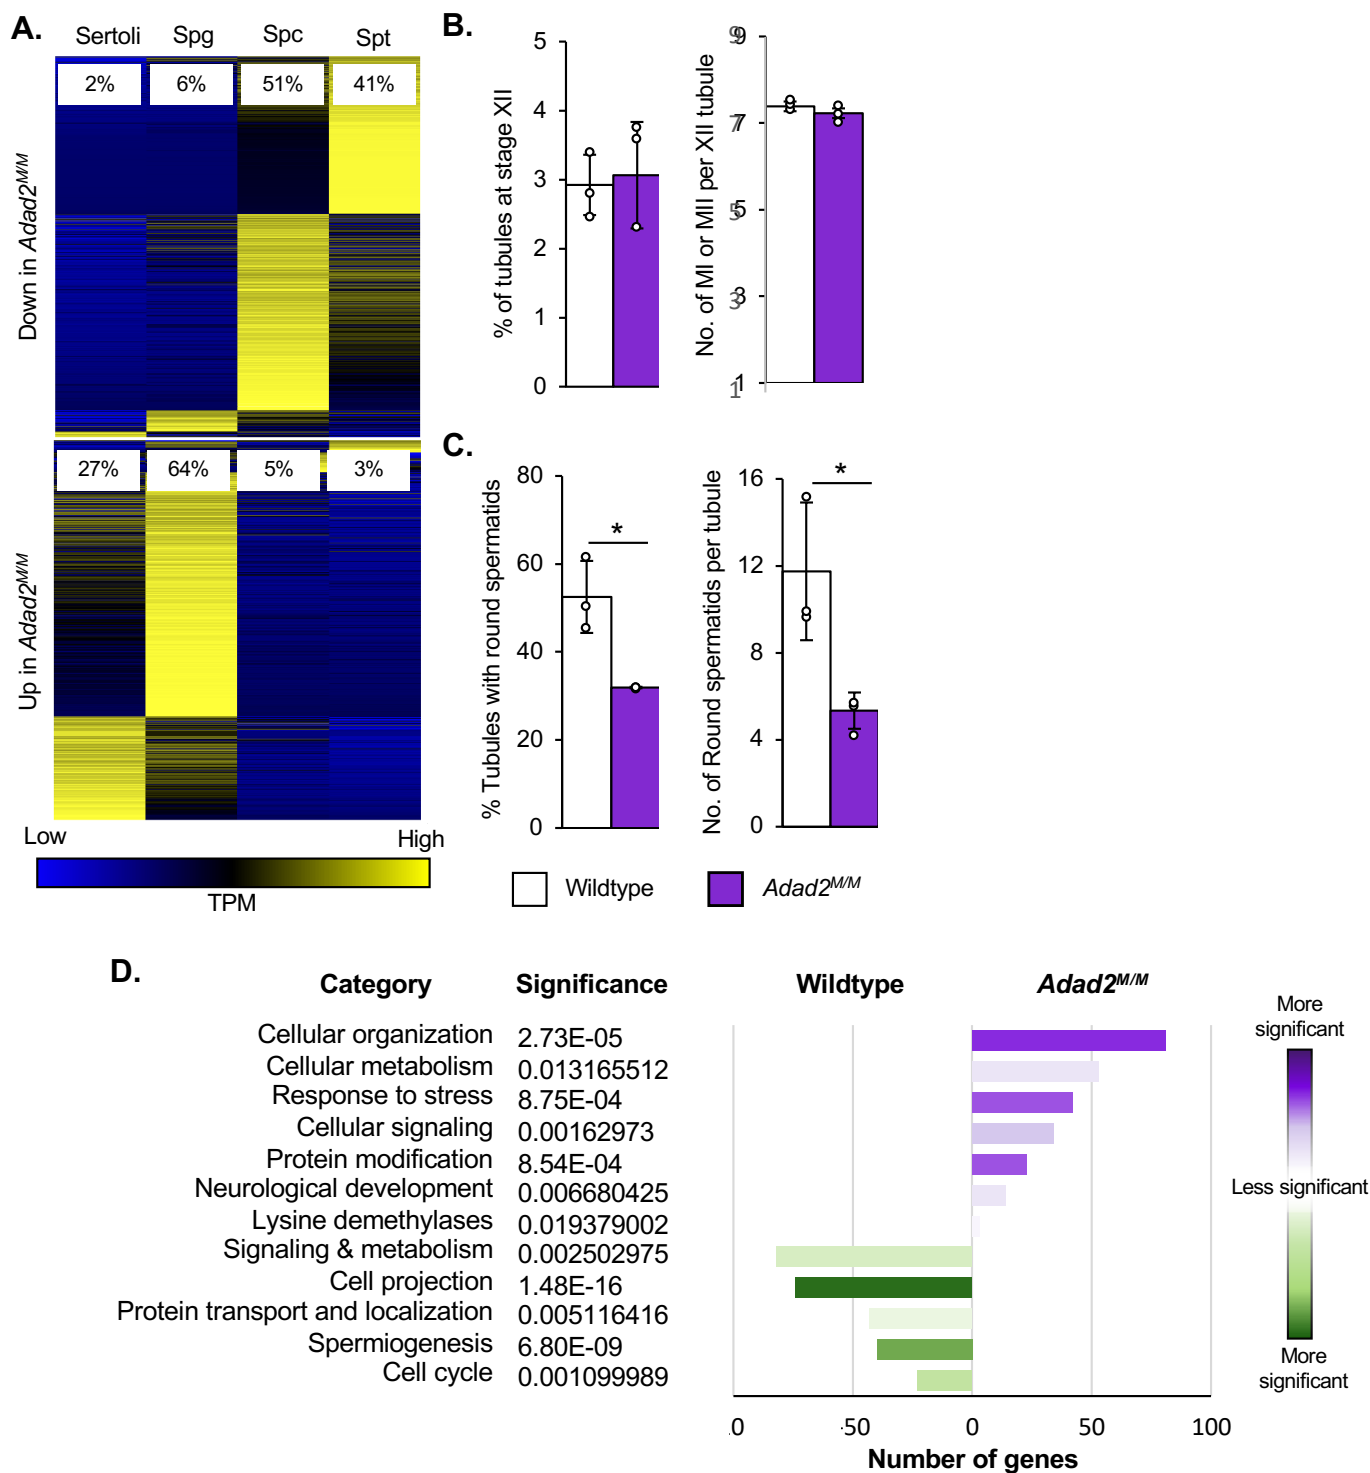 A.
Sertoli Spg Spc Spt
2% 6% 51% 41%
Down in Adad2M/M
27% 64% 5% 3%
Up in Adad2M/M
Low High
TPM
B.
% of tubules at stage XII
5
4
3
2
1
0
No. of MI or MII per XII tubule
9
7
5
3
1
C.
% Tubules with round spermatids
80
60
40
20
0
*
No. of Round spermatids per tubule
16
12
8
4
0
*
Wildtype Adad2M/M
D.
Category Significance Wildtype Adad2M/M
Cellular organization 2.73E-05
Cellular metabolism 0.013165512
Response to stress 8.75E-04
Cellular signaling 0.00162973
Protein modification 8.54E-04
Neurological development 0.006680425
Lysine demethylases 0.019379002
Signaling & metabolism 0.002502975
Cell projection 1.48E-16
Protein transport and localization 0.005116416
Spermiogenesis 6.80E-09
Cell cycle 0.001099989
.0 -50 0 50 100
Number of genes
More
significant
Less significant
More
significant